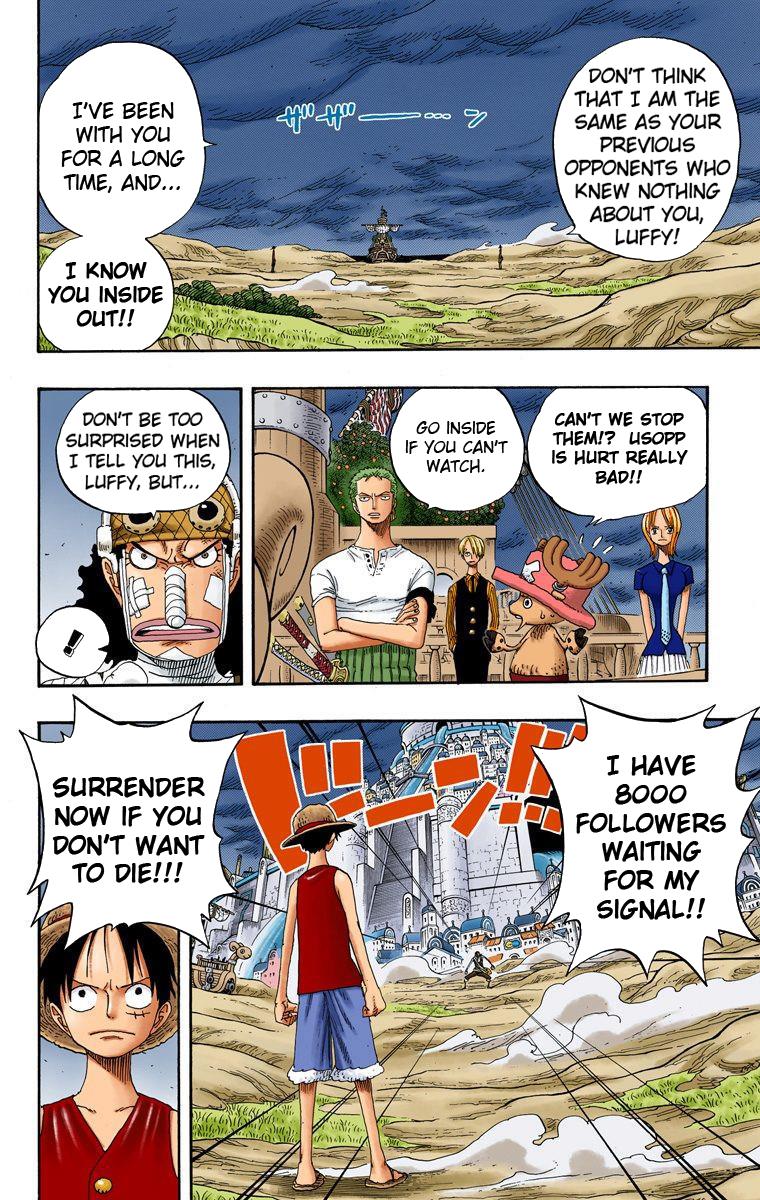 DON'T THINK
THAT I AM THE
SAME AS YOUR
PREVIOUS
OPPONENTS WHO
KNEW NOTHING
ABOUT YOU,
LUFFY!
ザザーー…ン
I'VE BEEN
WITH YOU
FOR A LONG
TIME, AND...
I KNOW
YOU INSIDE
OUT!!
CAN'T WE STOP
THEM!? USOPP
IS HURT REALLY
BAD!!
GO INSIDE
IF YOU CAN'T
WATCH.
DON'T BE TOO
SURPRISED WHEN
I TELL YOU THIS,
LUFFY, BUT...
!
I HAVE
8000
FOLLOWERS
WAITING
FOR MY
SIGNAL!!
ドーーン!!!
SURRENDER
NOW IF YOU
DON'T WANT
TO DIE!!!